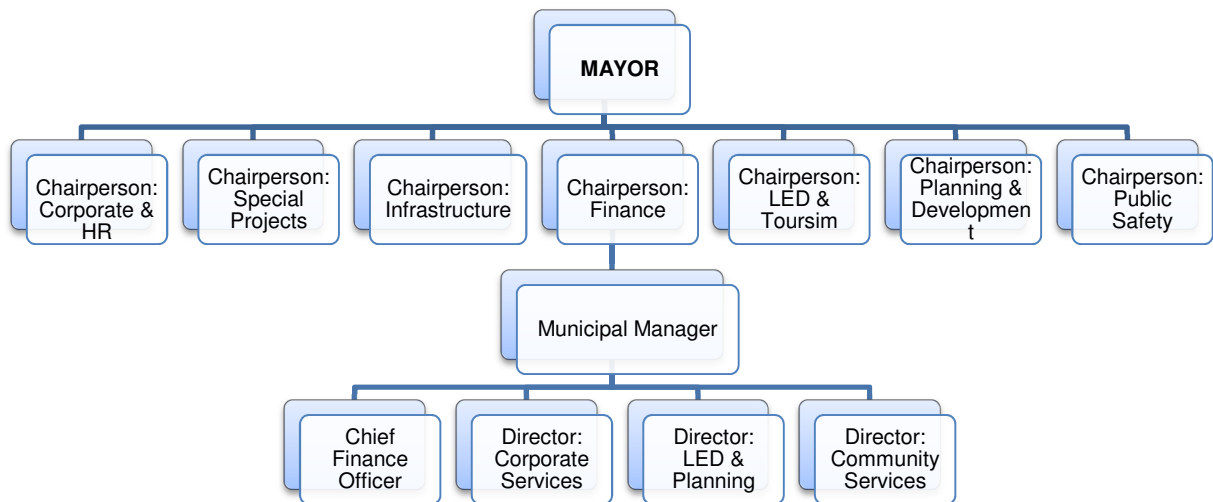 MAYOR
Chairperson:
Corporate &
HR
Chairperson:
Special
Projects
Chairperson:
Infrastructure
Chairperson:
Finance
Chairperson:
LED &
Toursim
Chairperson:
Planning &
Developmen
t
Chairperson:
Public
Safety
Municipal Manager
Chief
Finance
Officer
Director:
Corporate
Services
Director:
LED &
Planning
Director:
Community
Services